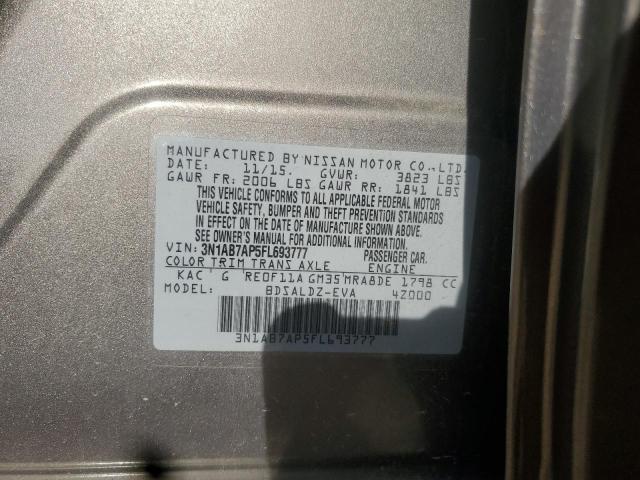 MANUFACTURED BY NISSAN MOTOR CO.,LTD.
DATE: 11/15. GVWR: 3823 LBS
GAWR FR: 2006 LBS GAWR RR: 1841 LBS
THIS VEHICLE CONFORMS TO ALL APPLICABLE FEDERAL MOTOR
VEHICLE SAFETY, BUMPER AND THEFT PREVENTION STANDARDS
IN EFFECT ON THE DATE OF MANUFACTURE SHOWN ABOVE.
SEE OWNER'S MANUAL FOR ADDITIONAL INFORMATION.
VIN: 3N1AB7AP5FL693777 PASSENGER CAR.
COLOR TRIM TRANS AXLE ENGINE
KAC G RE0F11A GM35 MRA8DE 1798 CC
MODEL: BDSALDZ-EVA 4Z000
3N1AB7AP5FL693777